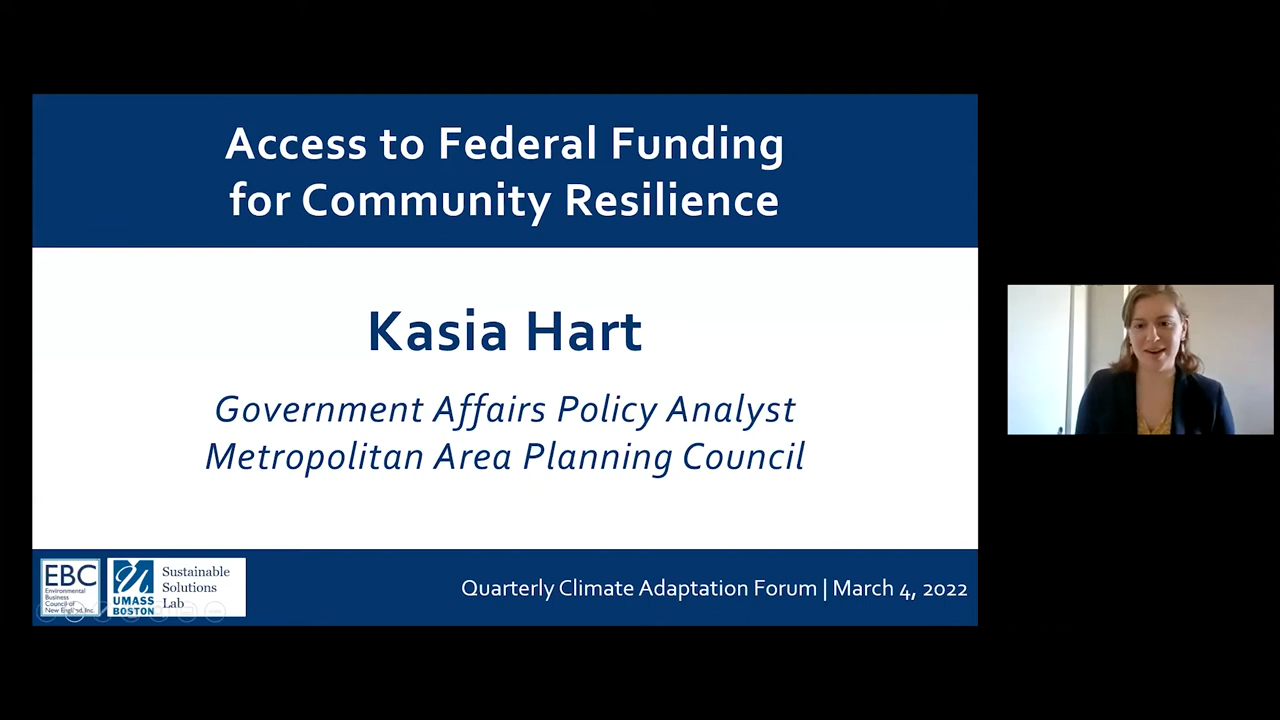 Access to Federal Funding
for Community Resilience
Kasia Hart
Government Affairs Policy Analyst
Metropolitan Area Planning Council
EBC
Environmental
Business
Council of
New England, Inc.
UMASS
BOSTON
Sustainable
Solutions
Lab
Quarterly Climate Adaptation Forum | March 4, 2022